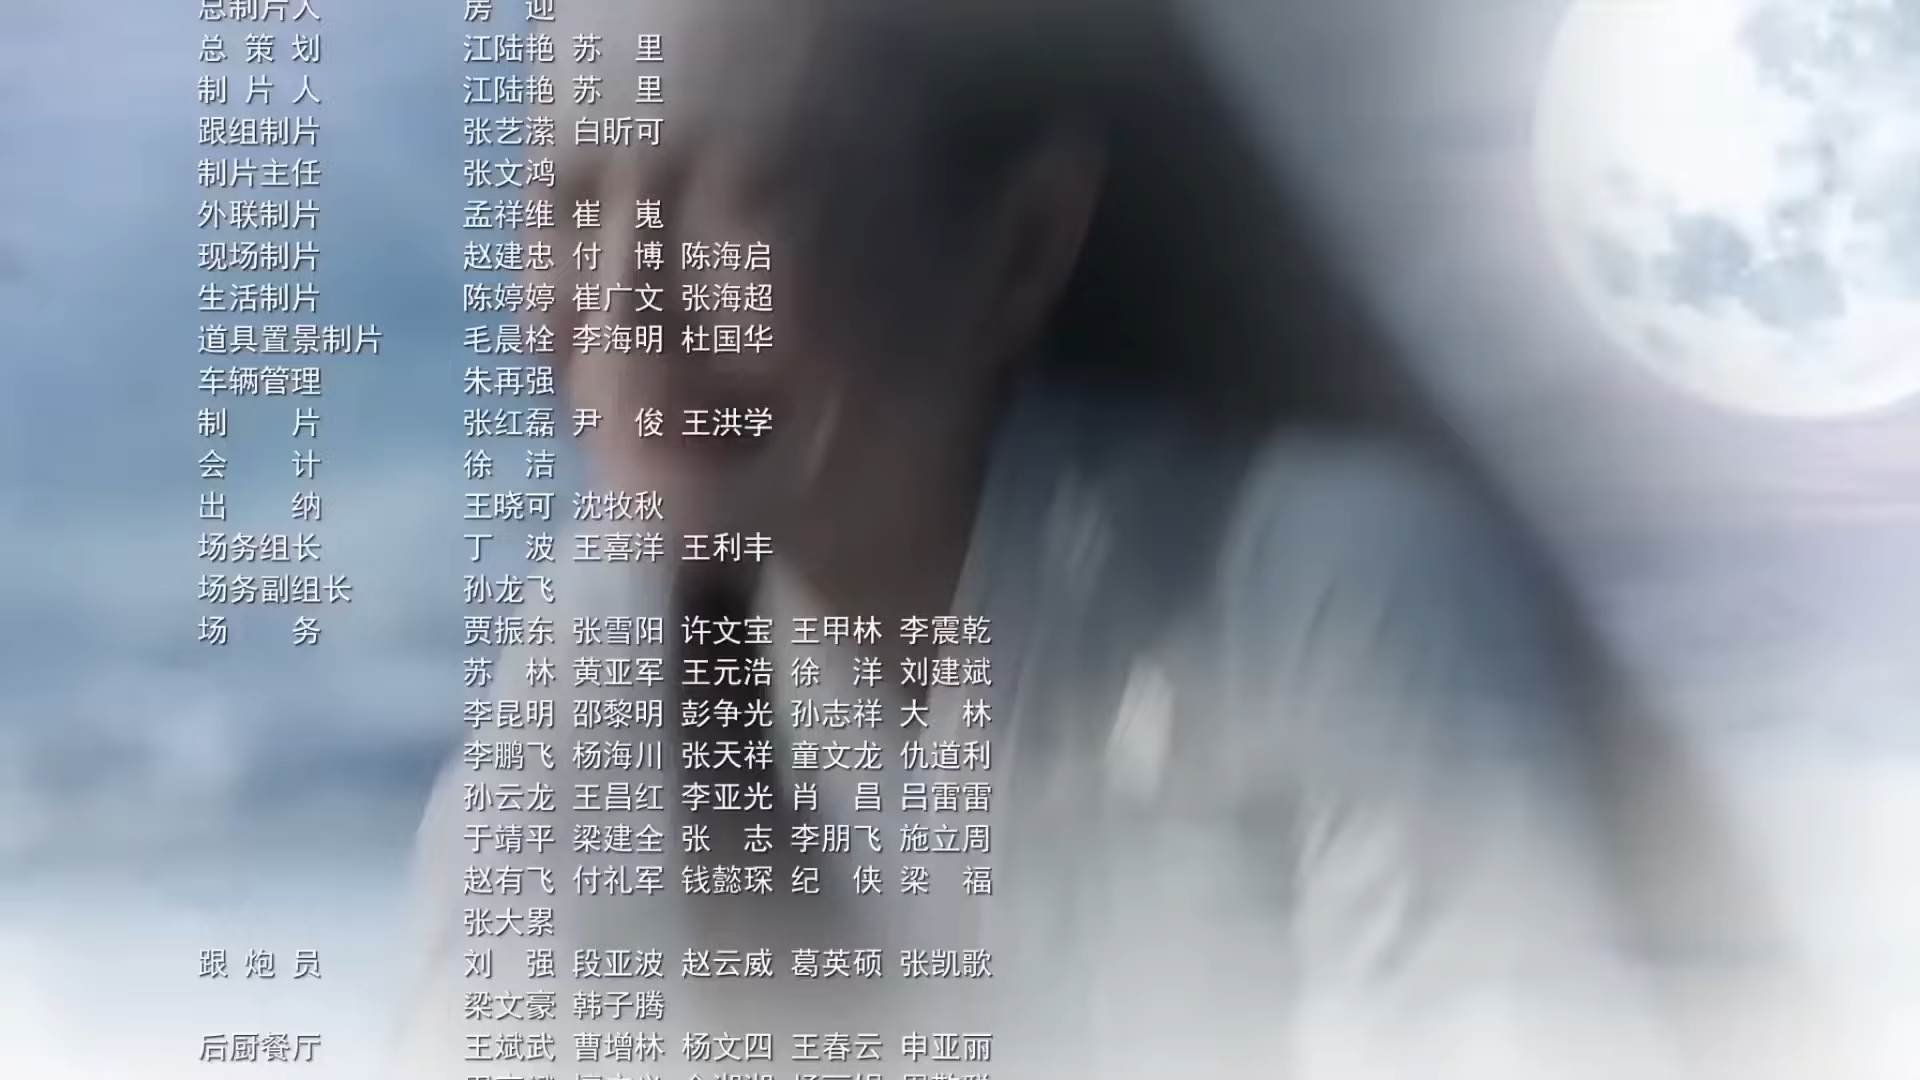 总制片人 房 迎
总 策 划 江陆艳 苏 里
制 片 人 江陆艳 苏 里
跟组制片 张艺潆 白昕可
制片主任 张文鸿
外联制片 孟祥维 崔 嵬
现场制片 赵建忠 付 博 陈海启
生活制片 陈婷婷 崔广文 张海超
道具置景制片 毛晨栓 李海明 杜国华
车辆管理 朱再强
制 片 张红磊 尹 俊 王洪学
会 计 徐 洁
出 纳 王晓可 沈牧秋
场务组长 丁 波 王喜洋 王利丰
场务副组长 孙龙飞
场 务 贾振东 张雪阳 许文宝 王甲林 李震乾
苏 林 黄亚军 王元浩 徐 洋 刘建斌
李昆明 邵黎明 彭争光 孙志祥 大 林
李鹏飞 杨海川 张天祥 童文龙 仇道利
孙云龙 王昌红 李亚光 肖 昌 吕雷雷
于靖平 梁建全 张 志 李朋飞 施立周
赵有飞 付礼军 钱懿琛 纪 侠 梁 福
张大累
跟 炮 员 刘 强 段亚波 赵云威 葛英硕 张凯歌
梁文豪 韩子腾
后厨餐厅 王斌武 曹增林 杨文四 王春云 申亚丽